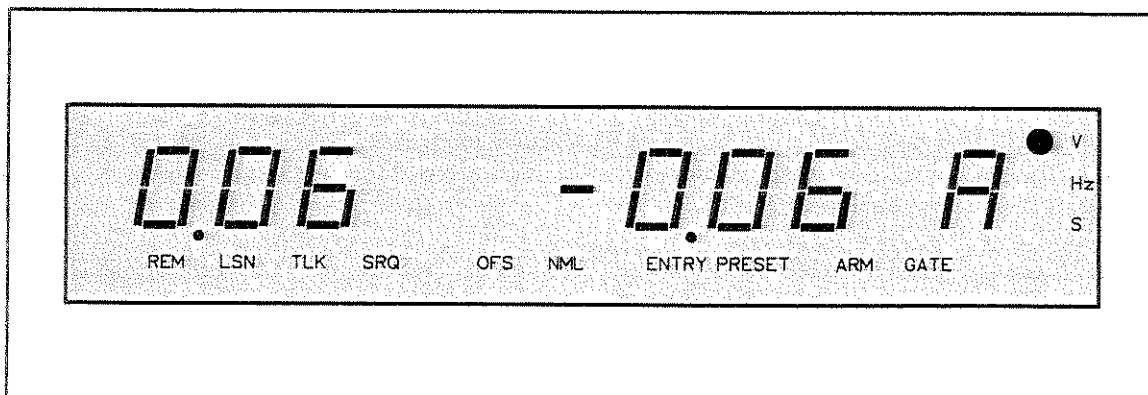 0.06 -0.06 A
V
Hz
S
REM LSN TLK SRQ OFS NML ENTRY PRESET ARM GATE